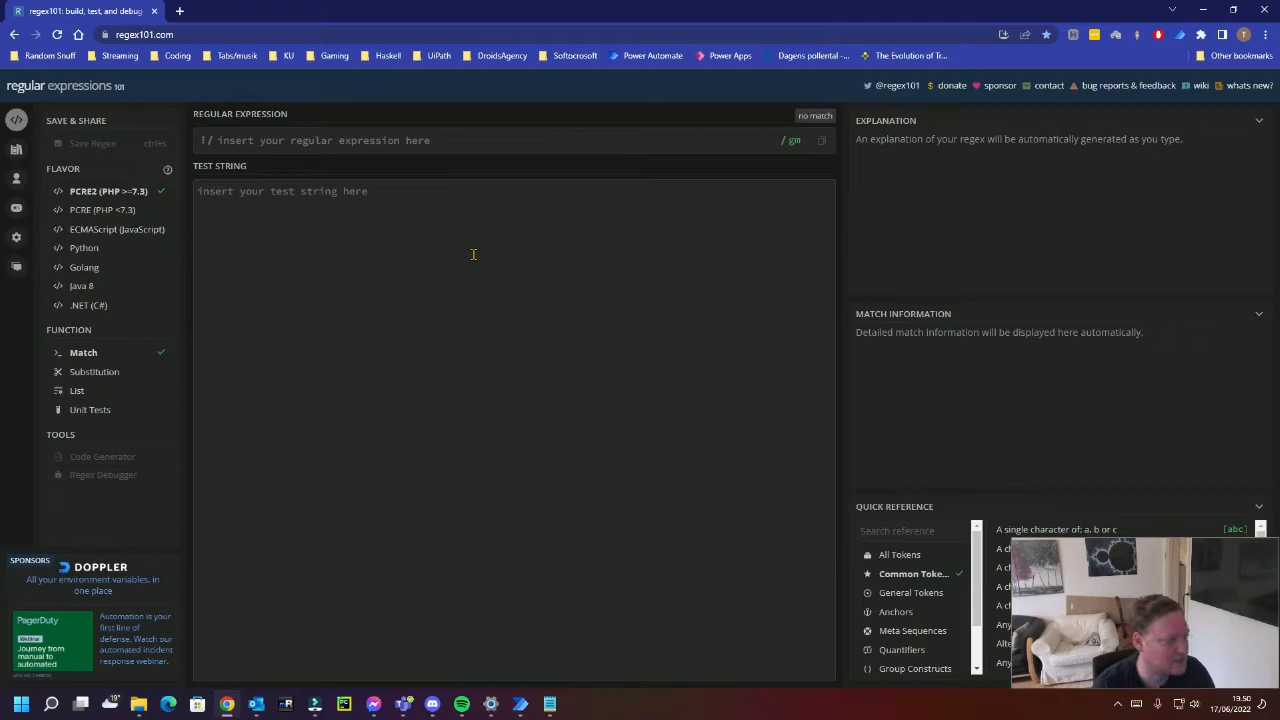 regex101: build, test, and debug
regex101.com
Random Stuff
Streaming
Coding
Tabs/musik
KU
Gaming
Haskell
UiPath
DroidsAgency
Softocrosoft
Power Automate
Power Apps
Dagens pollental -...
The Evolution of Tr...
Other bookmarks
regular expressions 101
@regex101
donate
sponsor
contact
bug reports & feedback
wiki
whats new?
SAVE & SHARE
Save Regex ctrl+s
FLAVOR
PCRE2 (PHP >=7.3)
PCRE (PHP <7.3)
ECMAScript (JavaScript)
Python
Golang
Java 8
.NET (C#)
FUNCTION
Match
Substitution
List
Unit Tests
TOOLS
Code Generator
Regex Debugger
SPONSORS
DOPPLER
All your environment variables, in
one place
PagerDuty
Webinar
Journey from
manual to
automated
Automation is your
first line of
defense. Watch our
automated incident
response webinar.
REGULAR EXPRESSION
no match
/ insert your regular expression here / gm
TEST STRING
insert your test string here
EXPLANATION
An explanation of your regex will be automatically generated as you type.
MATCH INFORMATION
Detailed match information will be displayed here automatically.
QUICK REFERENCE
Search reference
All Tokens
Common Toke...
General Tokens
Anchors
Meta Sequences
Quantifiers
Group Constructs
A single character of: a, b or c [abc]
19°
19.50
17/06/2022